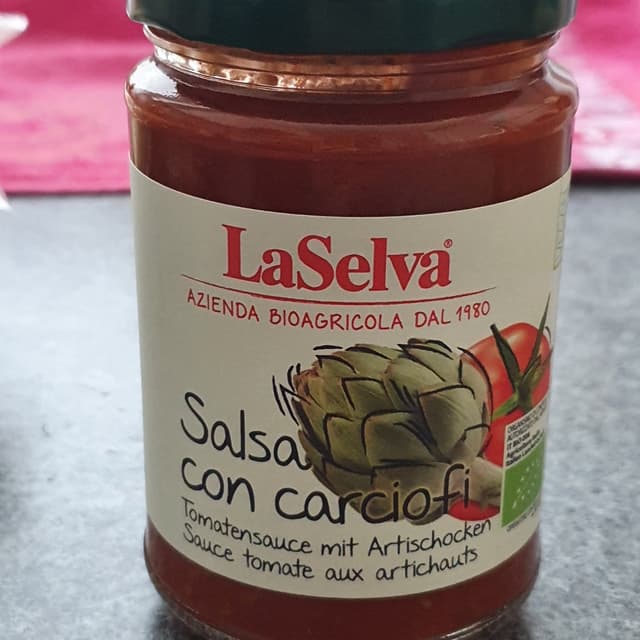 LaSelva®
AZIENDA BIOAGRICOLA DAL 1980
Salsa
con carciofi
Tomatensauce mit Artischocken
Sauce tomate aux artichauts